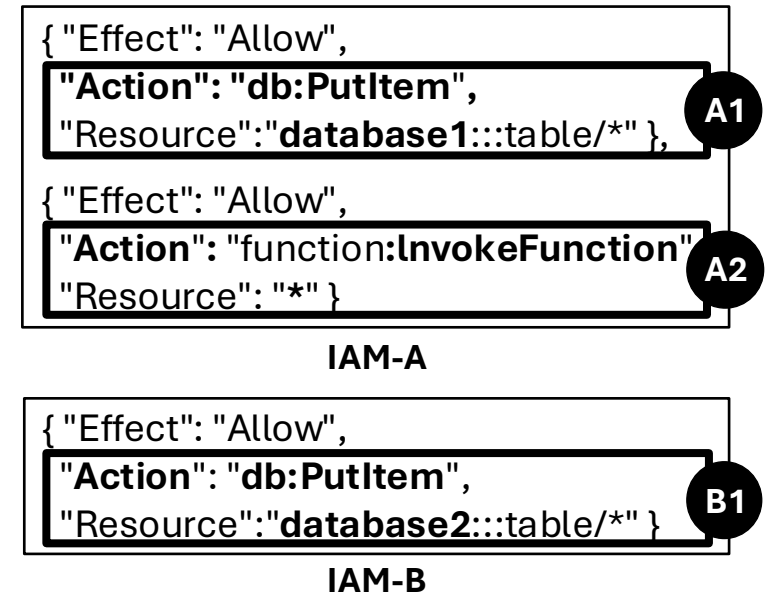 { "Effect": "Allow",
"Action": "db:PutItem",
"Resource":"database1:::table/*" },
A1
{ "Effect": "Allow",
"Action": "function:InvokeFunction"
"Resource": "*" }
A2
IAM-A
{ "Effect": "Allow",
"Action": "db:PutItem",
"Resource":"database2:::table/*" }
B1
IAM-B